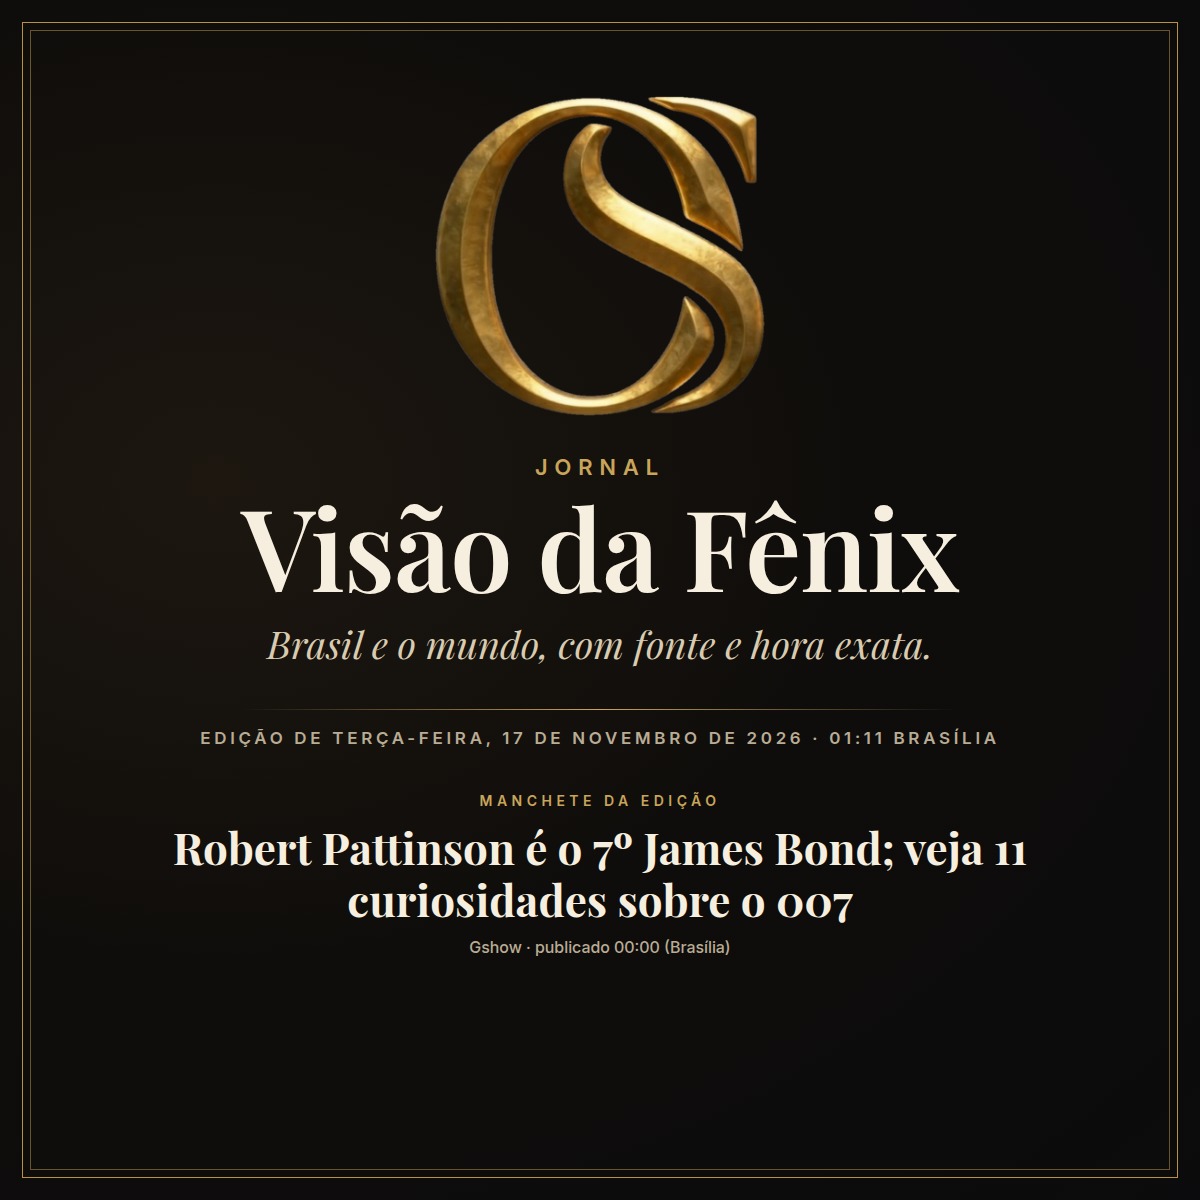 CS
JORNAL
Visão da Fênix
Brasil e o mundo, com fonte e hora exata.
EDIÇÃO DE TERÇA-FEIRA, 17 DE NOVEMBRO DE 2026 · 01:11 BRASÍLIA
MANCHETE DA EDIÇÃO
Robert Pattinson é o 7º James Bond; veja 11
curiosidades sobre o 007
Gshow · publicado 00:00 (Brasília)